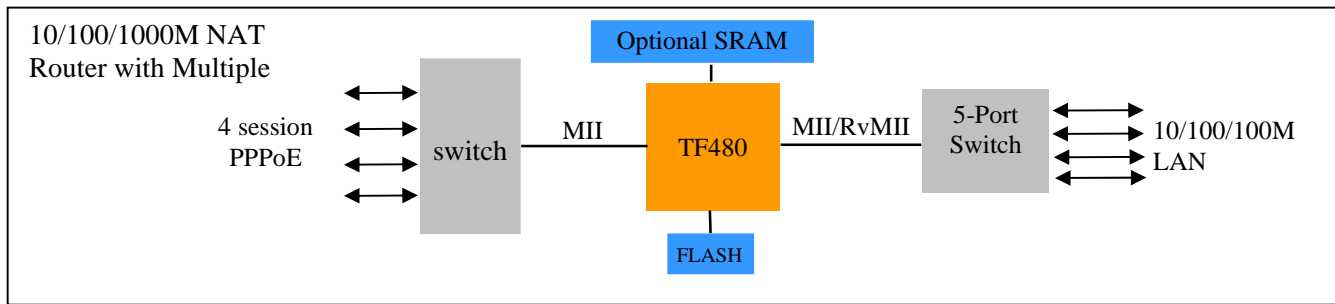 10/100/1000M NAT
Router with Multiple
Optional SRAM
4 session
PPPoE
switch
MII
TF480
MII/RvMII
5-Port
Switch
10/100/100M
LAN
FLASH